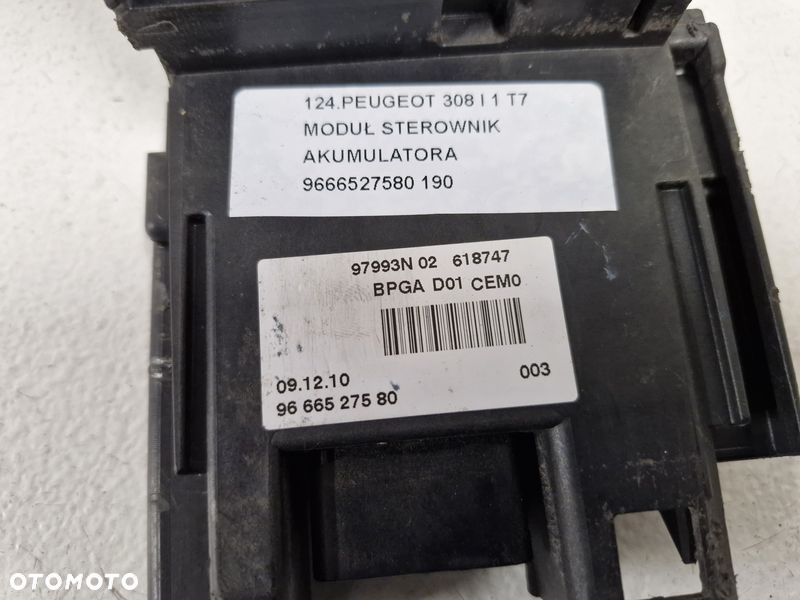 124.PEUGEOT 308 I 1 T7
MODUŁ STEROWNIK
AKUMULATORA
9666527580 190
97993N 02 618747
BPGA D01 CEM0
09.12.10 003
96 665 275 80
OTOMOTO